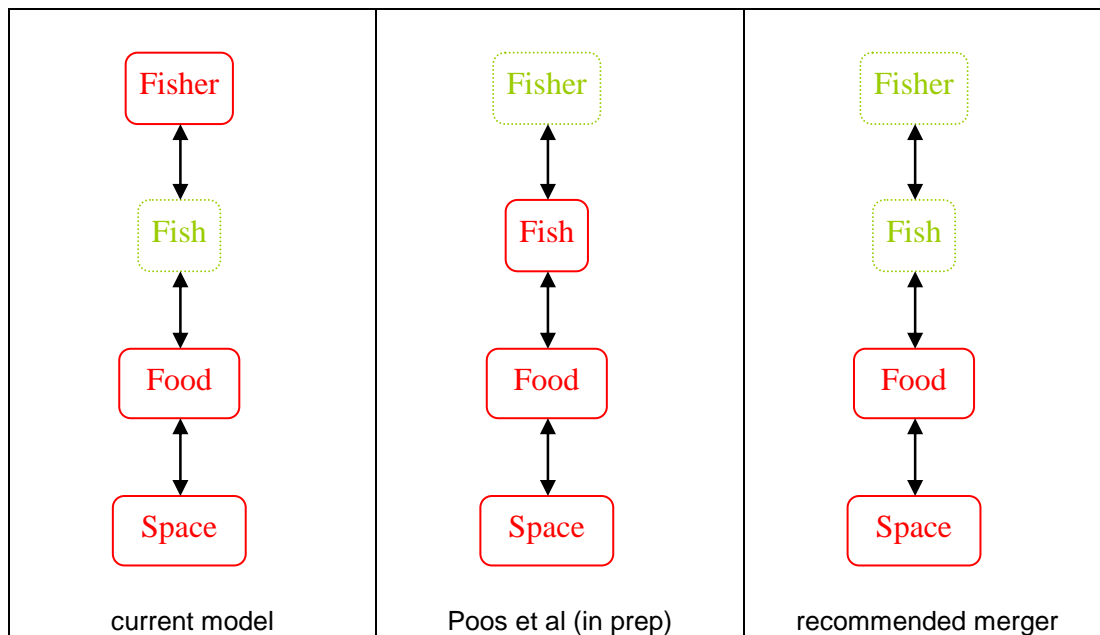 Fisher
Fish
Food
Space
current model
Fisher
Fish
Food
Space
Poos et al (in prep)
Fisher
Fish
Food
Space
recommended merger